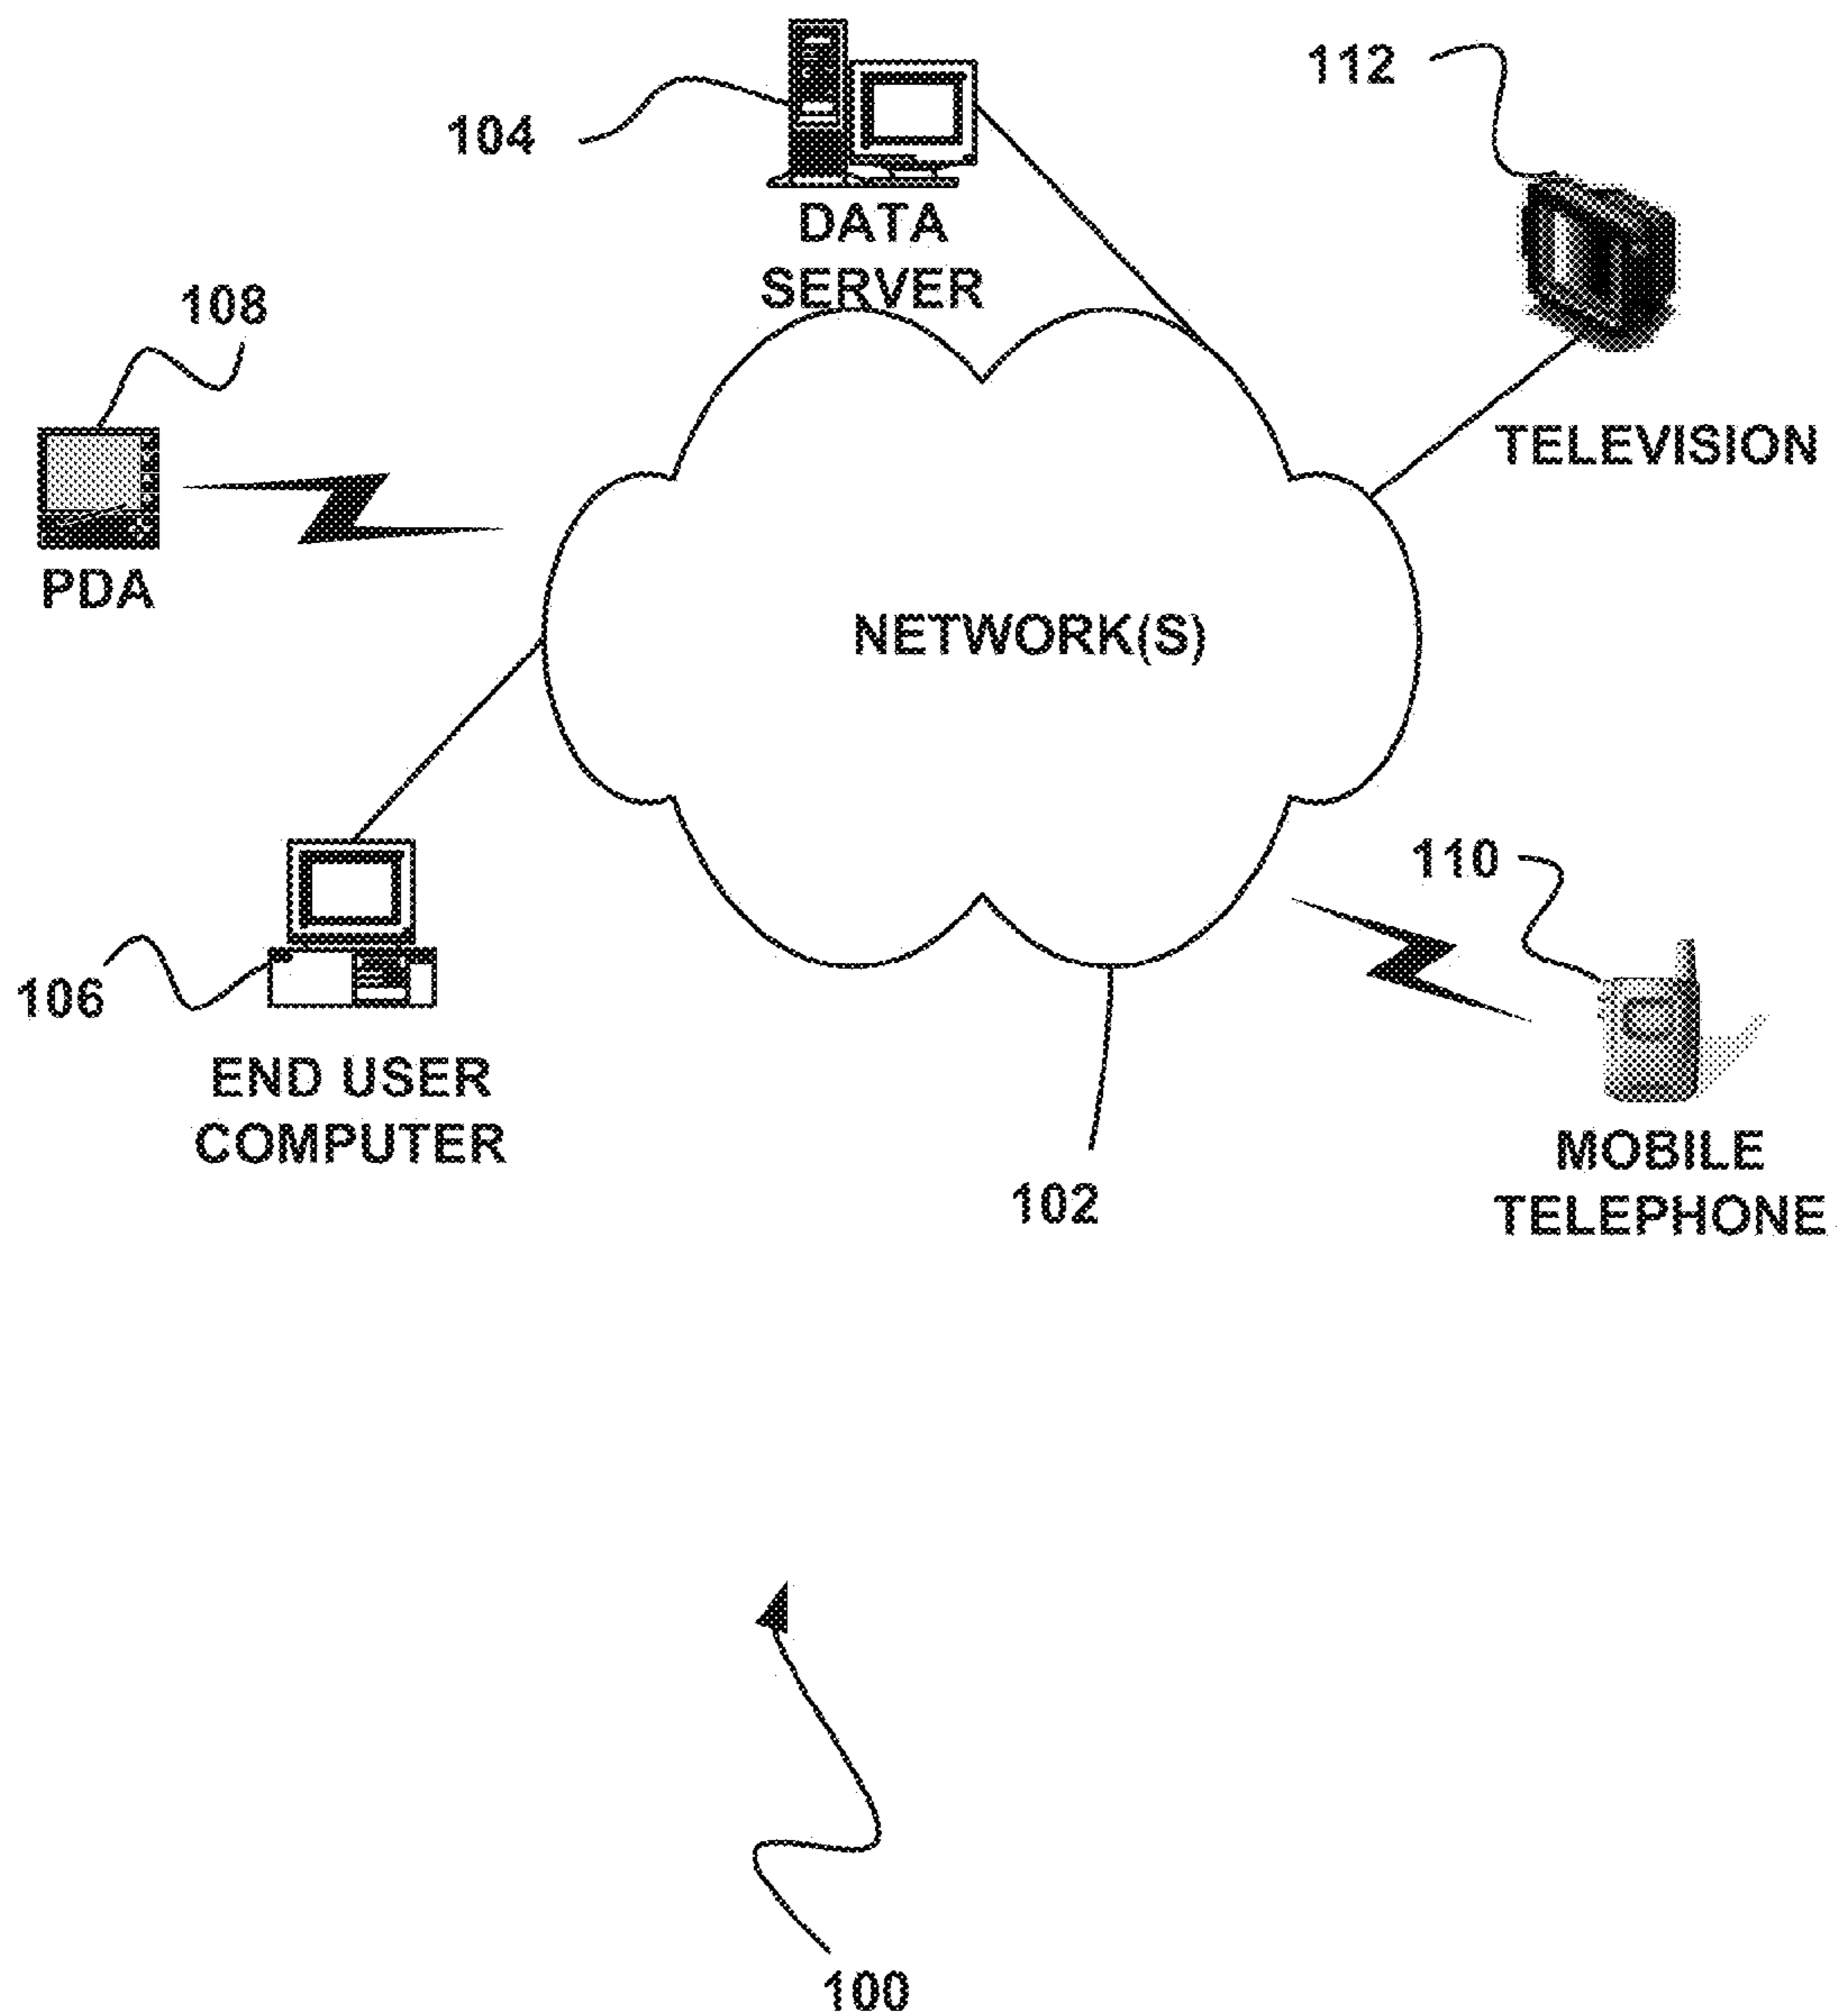 112
104
DATA
SERVER
108
TELEVISION
PDA
NETWORK(S)
110
106
END USER
COMPUTER
MOBILE
TELEPHONE
102
100